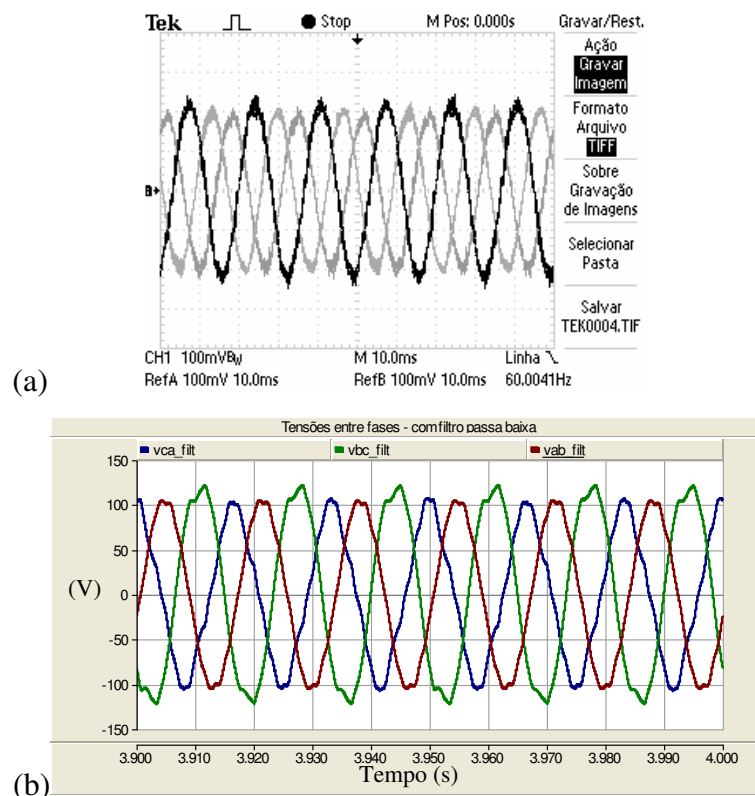 Tek
Stop
M Pos: 0.000s
Gravar/Rest.
Ação
Gravar
Imagem
Formato
Arquivo
TIFF
Sobre
Gravação
de Imagens
Selecionar
Pasta
Salvar
TEK0004.TIF
CH1 100mVBW
M 10.0ms
Linha
RefA 100mV 10.0ms
RefB 100mV 10.0ms
60.0041Hz
(a)
Tensões entre fases - com filtro passa baixa
vca_filt
vbc_filt
vab_filt
150
100
50
0
-50
-100
-150
(V)
3.900 3.910 3.920 3.930 3.940 3.950 3.960 3.970 3.980 3.990 4.000
Tempo (s)
(b)